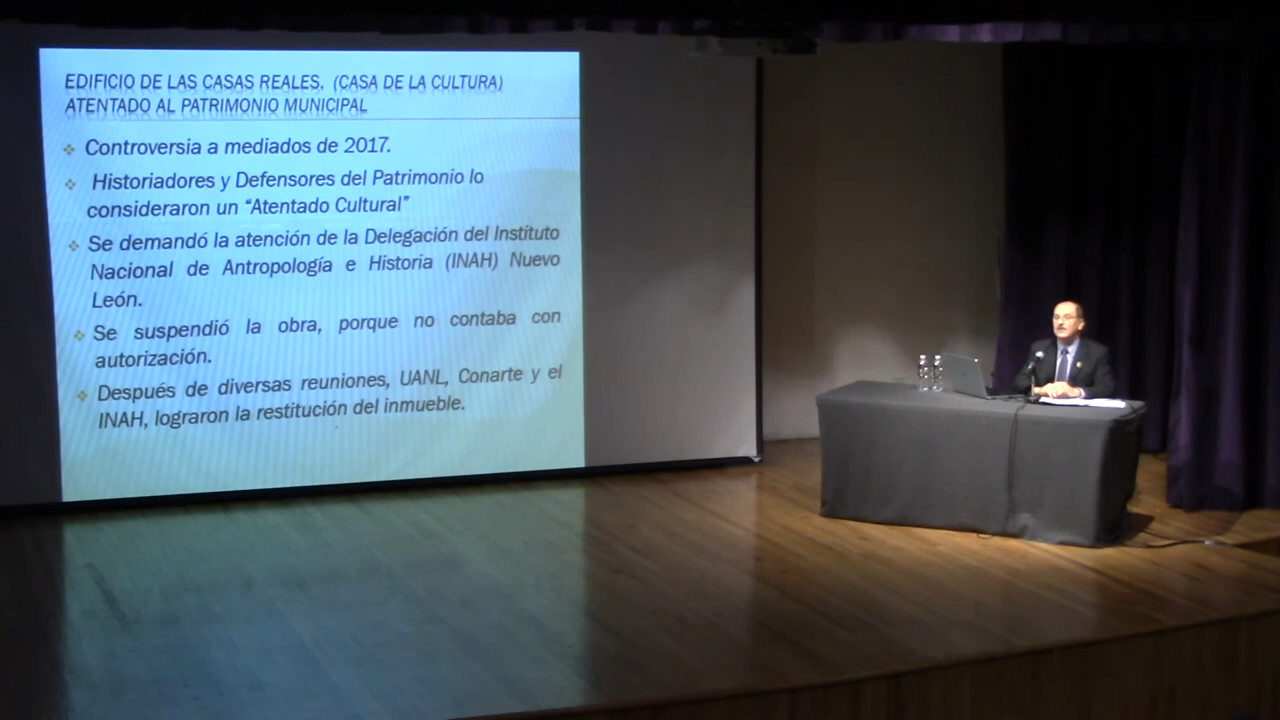 EDIFICIO DE LAS CASAS REALES. (CASA DE LA CULTURA)
ATENTADO AL PATRIMONIO MUNICIPAL
Controversia a mediados de 2017.
Historiadores y Defensores del Patrimonio lo
consideraron un “Atentado Cultural”
Se demandó la atención de la Delegación del Instituto
Nacional de Antropología e Historia (INAH) Nuevo
León.
Se suspendió la obra, porque no contaba con
autorización.
Después de diversas reuniones, UANL, Conarte y el
INAH, lograron la restitución del inmueble.